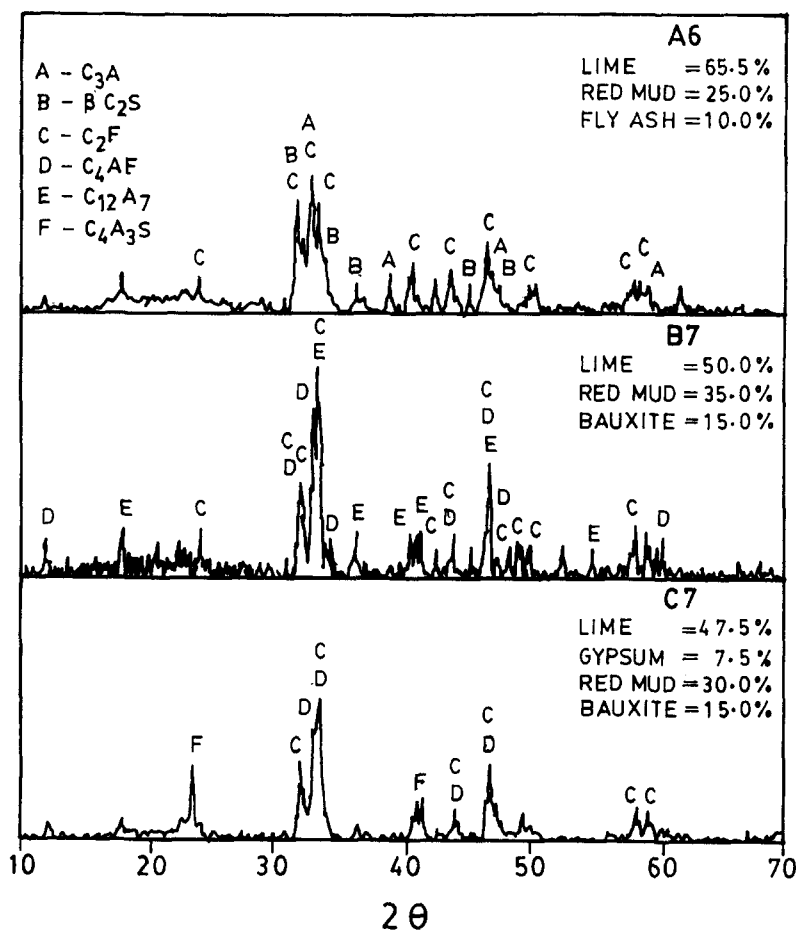 A6
LIME =65.5%
RED MUD =25.0%
FLY ASH =10.0%
A - C3A
B - β C2S
C - C2F
D - C4AF
E - C12A7
F - C4A3S
A
B C
C C
B
C
B
A
C
C
B
C
A
B
C
C C
A
B7
LIME =50.0%
RED MUD =35.0%
BAUXITE =15.0%
C
E
D
C C
D
D
E
C
D
E
E
E
C
C
D
C
D
E
D
C C C
E
C
D
C7
LIME =47.5%
GYPSUM = 7.5%
RED MUD =30.0%
BAUXITE =15.0%
C
D
D
C
F
F
C
D
C
D
C C
10 20 30 40 50 60 70
2 θ